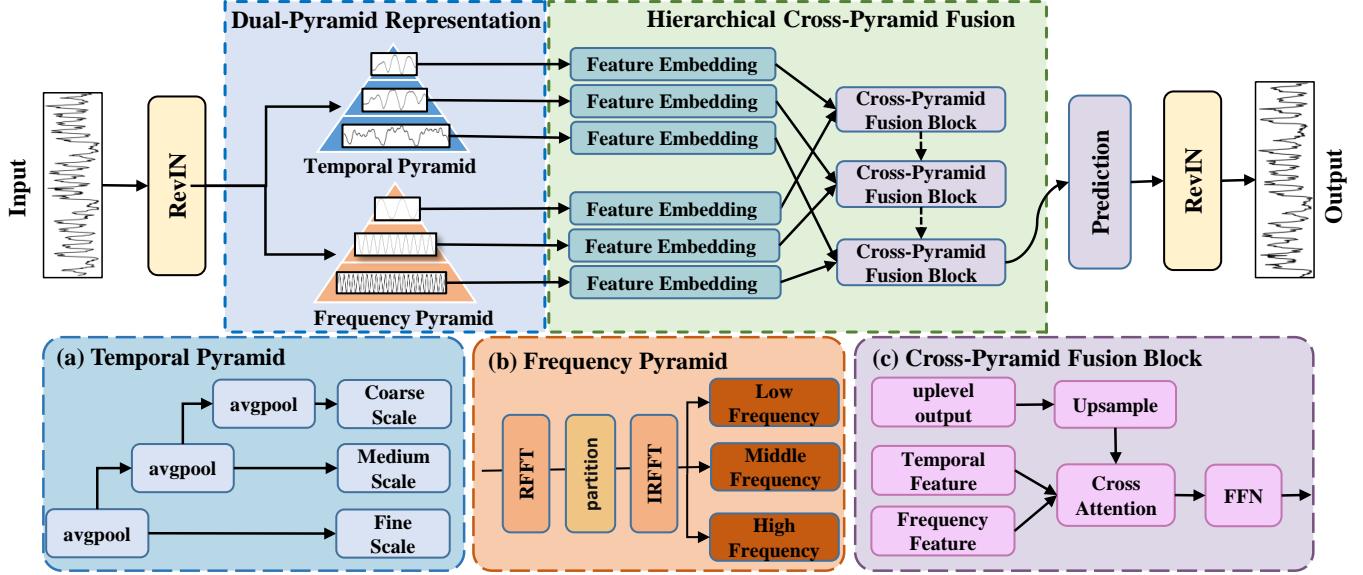 Dual-Pyramid Representation
Hierarchical Cross-Pyramid Fusion
Input
RevIN
Temporal Pyramid
Frequency Pyramid
Feature Embedding
Feature Embedding
Feature Embedding
Feature Embedding
Feature Embedding
Feature Embedding
Cross-Pyramid
Fusion Block
Cross-Pyramid
Fusion Block
Cross-Pyramid
Fusion Block
Prediction
RevIN
Output
(a) Temporal Pyramid
avgpool
Coarse
Scale
avgpool
Medium
Scale
avgpool
Fine
Scale
(b) Frequency Pyramid
RFFT
partition
IRFFT
Low
Frequency
Middle
Frequency
High
Frequency
(c) Cross-Pyramid Fusion Block
uplevel
output
Upsample
Temporal
Feature
Frequency
Feature
Cross
Attention
FFN